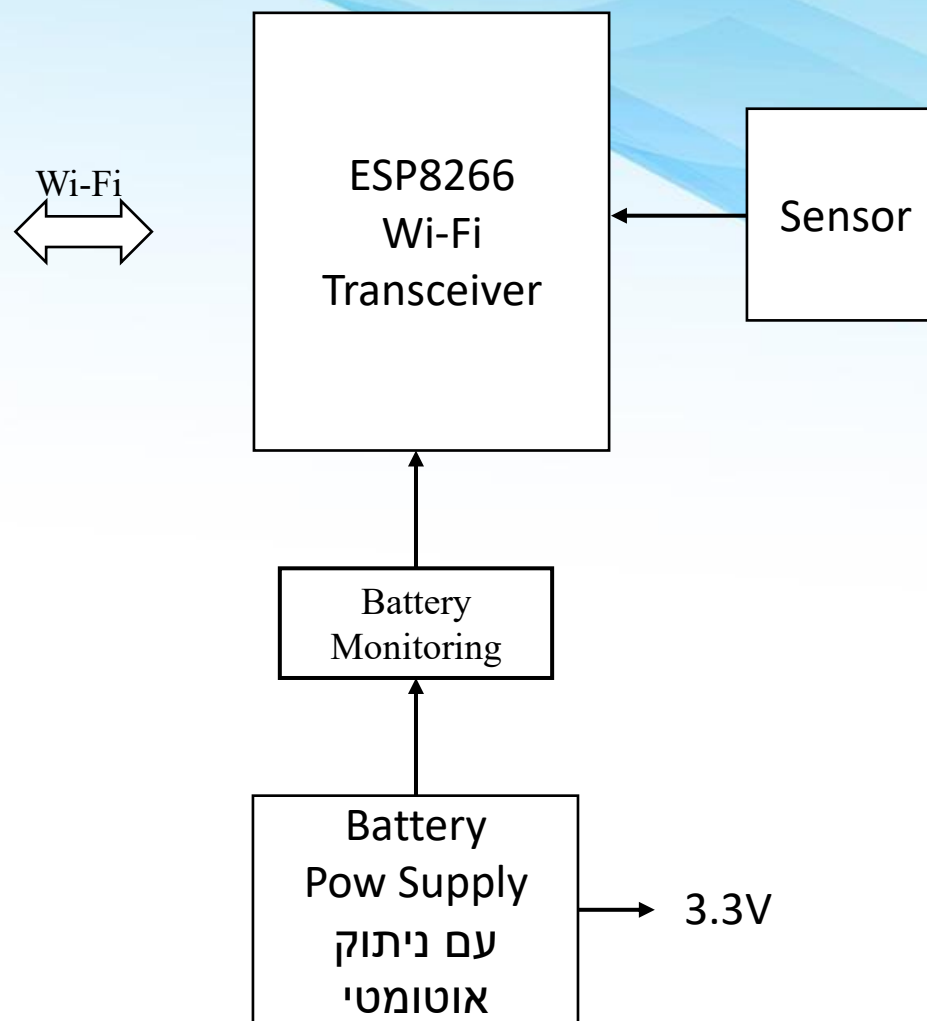 ESP8266
Wi-Fi
Transceiver
Wi-Fi
Sensor
Battery
Monitoring
Battery
Pow Supply
עם ניתוק
אוטומטי
3.3V